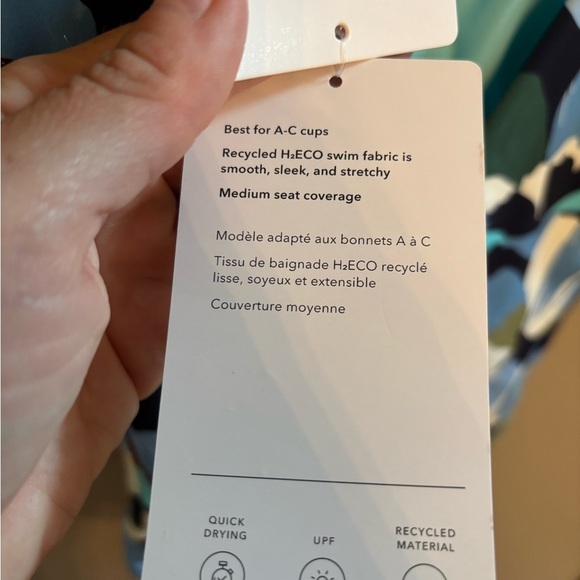 Best for A-C cups
Recycled H₂ECO swim fabric is
smooth, sleek, and stretchy
Medium seat coverage
Modèle adapté aux bonnets A à C
Tissu de baignade H₂ECO recyclé
lisse, soyeux et extensible
Couverture moyenne
QUICK
DRYING
UPF
RECYCLED
MATERIAL